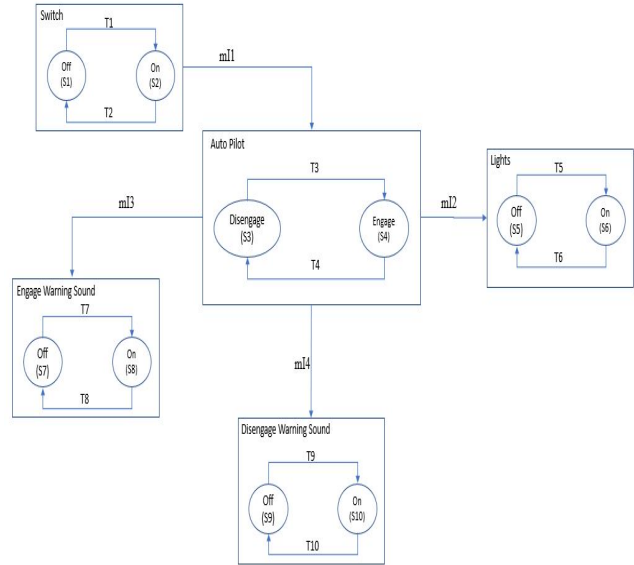 Switch
T1
Off
(S1)
On
(S2)
T2
mI1
Auto Pilot
T3
Disengage
(S3)
Engage
(S4)
T4
mI2
Lights
T5
Off
(S5)
On
(S6)
T6
mI3
Engage Warning Sound
T7
Off
(S7)
On
(S8)
T8
mI4
Disengage Warning Sound
T9
Off
(S9)
On
(S10)
T10